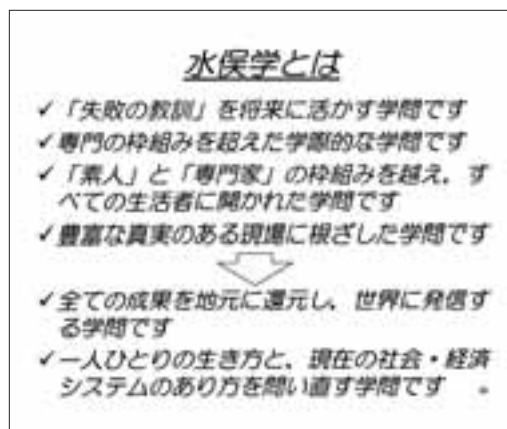 水俣学とは
✓「失敗の教訓」を将来に活かす学問です
✓専門の枠組みを超えた学際的な学問です
✓「素人」と「専門家」の枠組みを越え、す
べての生活者に開かれた学問です
✓豊富な真実のある現場に根ざした学問です
✓全ての成果を地元に還元し、世界に発信す
る学問です
✓一人ひとりの生き方と、現在の社会・経済
システムのあり方を問い直す学問です。